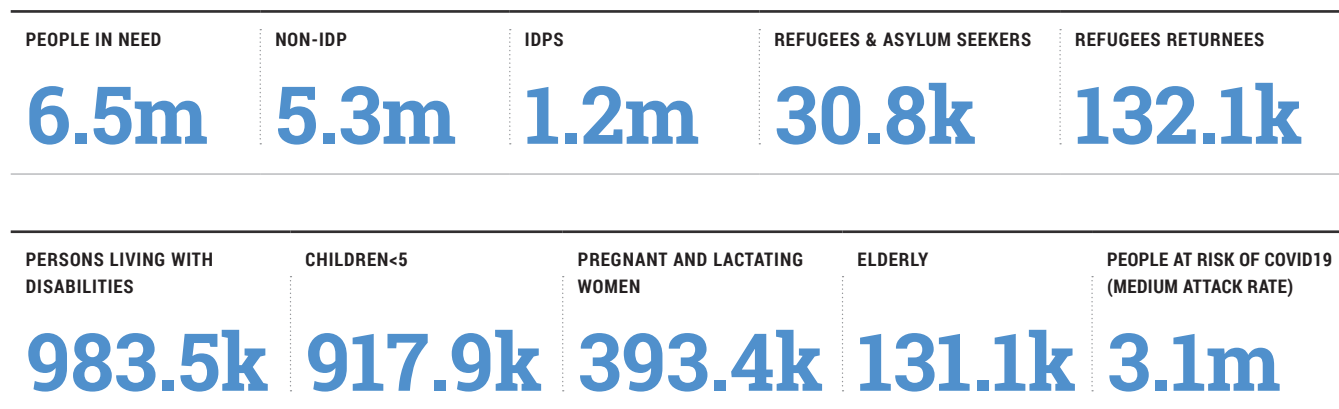 PEOPLE IN NEED
6.5m
NON-IDP
5.3m
IDPS
1.2m
REFUGEES & ASYLUM SEEKERS
30.8k
REFUGEES RETURNEES
132.1k
PERSONS LIVING WITH
DISABILITIES
983.5k
CHILDREN<5
917.9k
PREGNANT AND LACTATING
WOMEN
393.4k
ELDERLY
131.1k
PEOPLE AT RISK OF COVID19
(MEDIUM ATTACK RATE)
3.1m